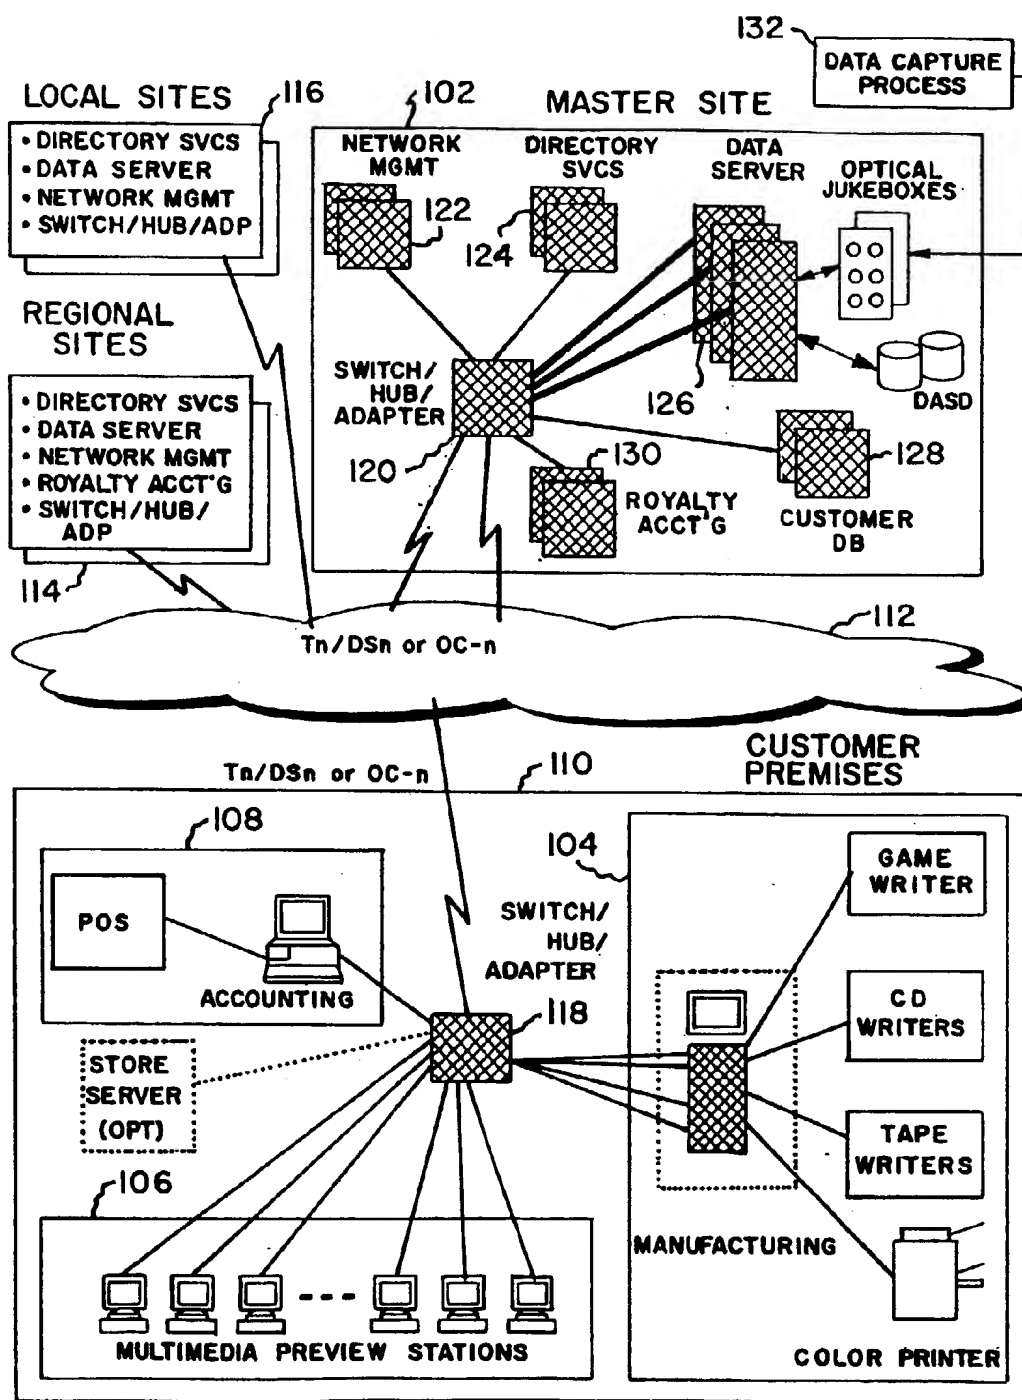 132
DATA CAPTURE
PROCESS
LOCAL SITES
116
• DIRECTORY SVCS
• DATA SERVER
• NETWORK MGMT
• SWITCH/HUB/ADP
REGIONAL
SITES
• DIRECTORY SVCS
• DATA SERVER
• NETWORK MGMT
• ROYALTY ACCT'G
• SWITCH/HUB/
ADP
114
102
MASTER SITE
NETWORK
MGMT
122
DIRECTORY
SVCS
124
DATA
SERVER
126
OPTICAL
JUKEBOXES
DASD
SWITCH/
HUB/
ADAPTER
120
130
ROYALTY
ACCT'G
128
CUSTOMER
DB
112
Tn/DSn or OC-n
Tn/DSn or OC-n
110
CUSTOMER
PREMISES
108
POS
ACCOUNTING
SWITCH/
HUB/
ADAPTER
118
STORE
SERVER
(OPT)
106
MULTIMEDIA PREVIEW STATIONS
104
GAME
WRITER
CD
WRITERS
TAPE
WRITERS
MANUFACTURING
COLOR PRINTER